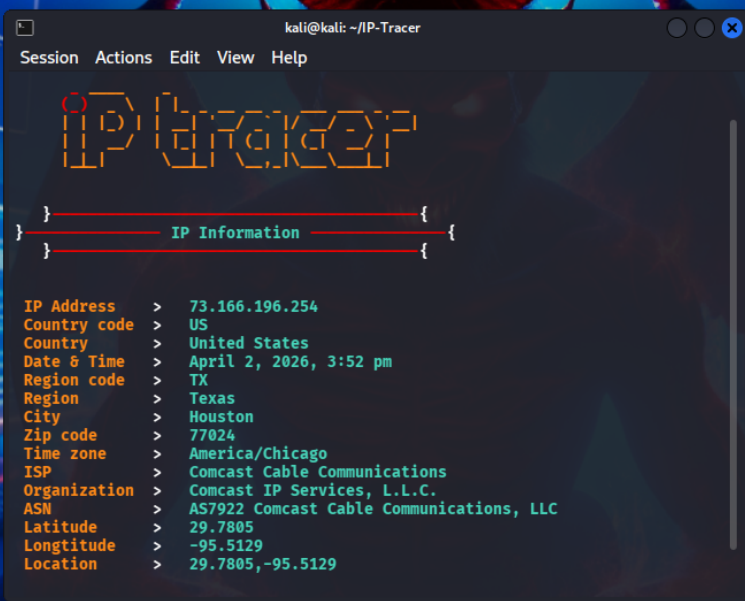 kali@kali: ~/IP-Tracer
Session Actions Edit View Help
ip tracer
}——————————{
}———— IP Information ————{
}——————————{
IP Address > 73.166.196.254
Country code > US
Country > United States
Date & Time > April 2, 2026, 3:52 pm
Region code > TX
Region > Texas
City > Houston
Zip code > 77024
Time zone > America/Chicago
ISP > Comcast Cable Communications
Organization > Comcast IP Services, L.L.C.
ASN > AS7922 Comcast Cable Communications, LLC
Latitude > 29.7805
Longtitude > -95.5129
Location > 29.7805,-95.5129